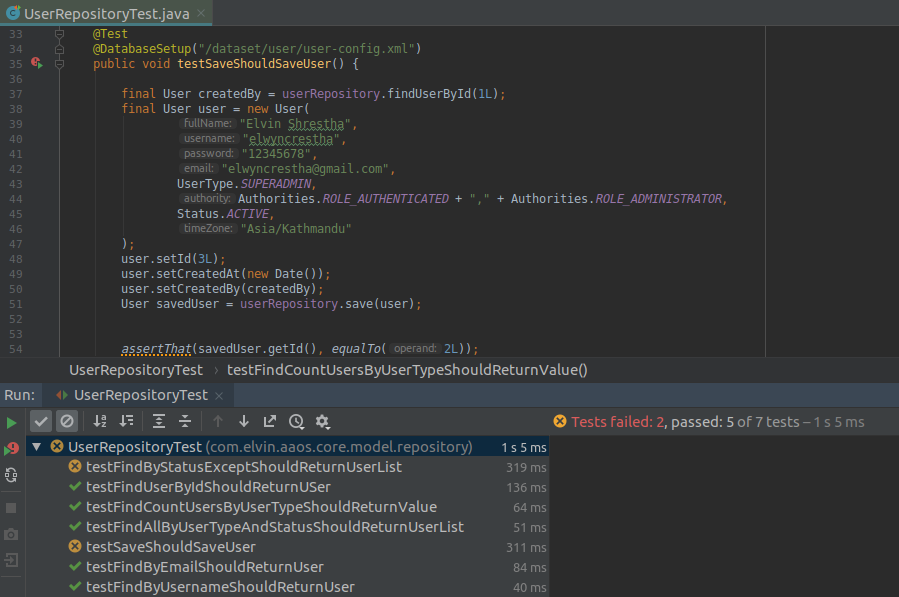 UserRepositoryTest.java ×
33 @Test
34 @DatabaseSetup("/dataset/user/user-config.xml")
35 public void testSaveShouldSaveUser() {
36
37 final User createdBy = userRepository.findUserById(1L);
38 final User user = new User(
39 fullName: "Elvin Shrestha",
40 username: "elwyncrestha",
41 password: "12345678",
42 email: "elwyncrestha@gmail.com",
43 UserType.SUPERADMIN,
44 authority: Authorities.ROLE_AUTHENTICATED + "," + Authorities.ROLE_ADMINISTRATOR,
45 Status.ACTIVE,
46 timeZone: "Asia/Kathmandu"
47 );
48 user.setId(3L);
49 user.setCreatedAt(new Date());
50 user.setCreatedBy(createdBy);
51 User savedUser = userRepository.save(user);
52
53
54 assertThat(savedUser.getId(), equalTo( operand: 2L));
UserRepositoryTest › testFindCountUsersByUserTypeShouldReturnValue()
Run: UserRepositoryTest ×
Tests failed: 2, passed: 5 of 7 tests – 1 s 5 ms
UserRepositoryTest (com.elvin.aaos.core.model.repository) 1 s 5 ms
testFindByStatusExceptShouldReturnUserList 319 ms
testFindUserByIdShouldReturnUSer 136 ms
testFindCountUsersByUserTypeShouldReturnValue 64 ms
testFindAllByUserTypeAndStatusShouldReturnUserList 51 ms
testSaveShouldSaveUser 311 ms
testFindByEmailShouldReturnUser 84 ms
testFindByUsernameShouldReturnUser 40 ms